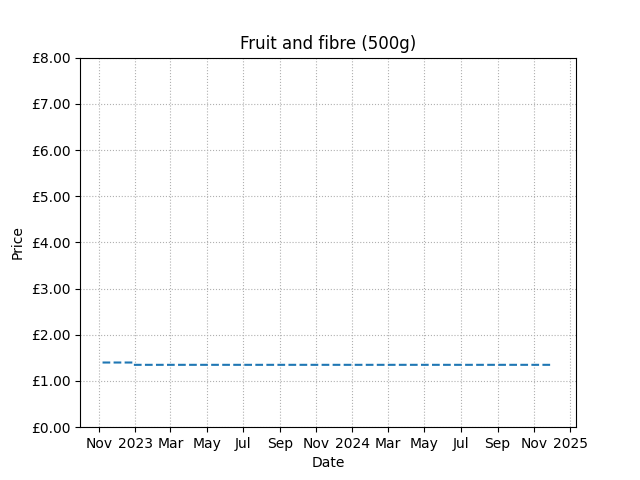 Fruit and fibre (500g)
£8.00
£7.00
£6.00
£5.00
£4.00
£3.00
£2.00
£1.00
£0.00
Price
Nov 2023 Mar May Jul Sep Nov 2024 Mar May Jul Sep Nov 2025
Date